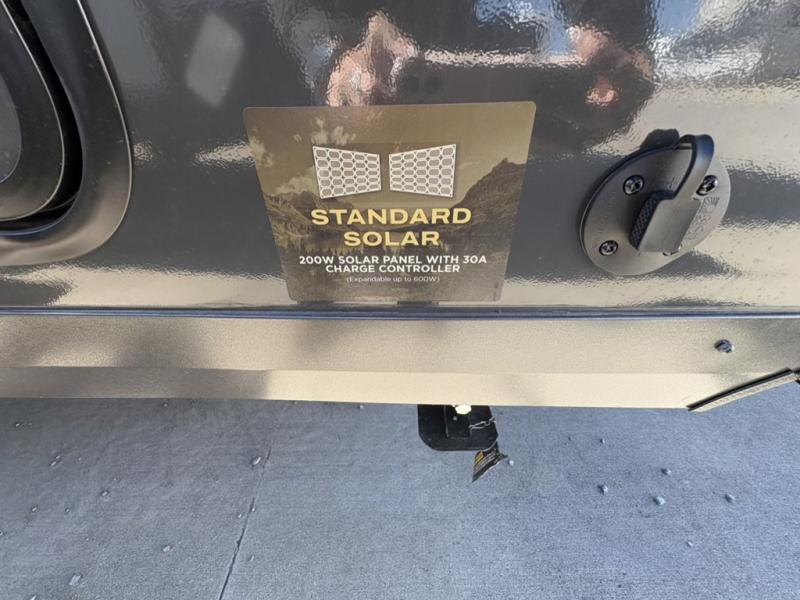 STANDARD
SOLAR
200W SOLAR PANEL WITH 30A
CHARGE CONTROLLER
(Expandable up to 600W)